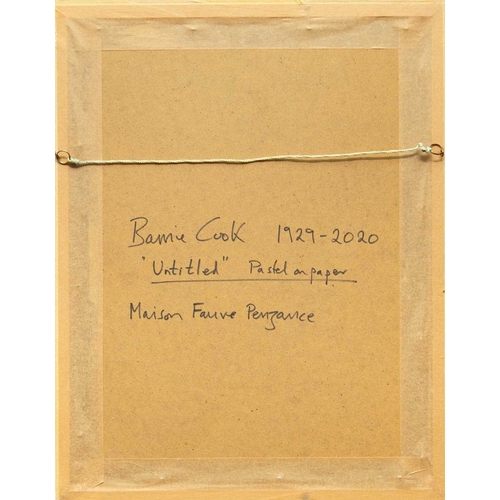 Barrie Cook 1929-2020
"Untitled" Pastel on paper
Maison Fauve Penzance